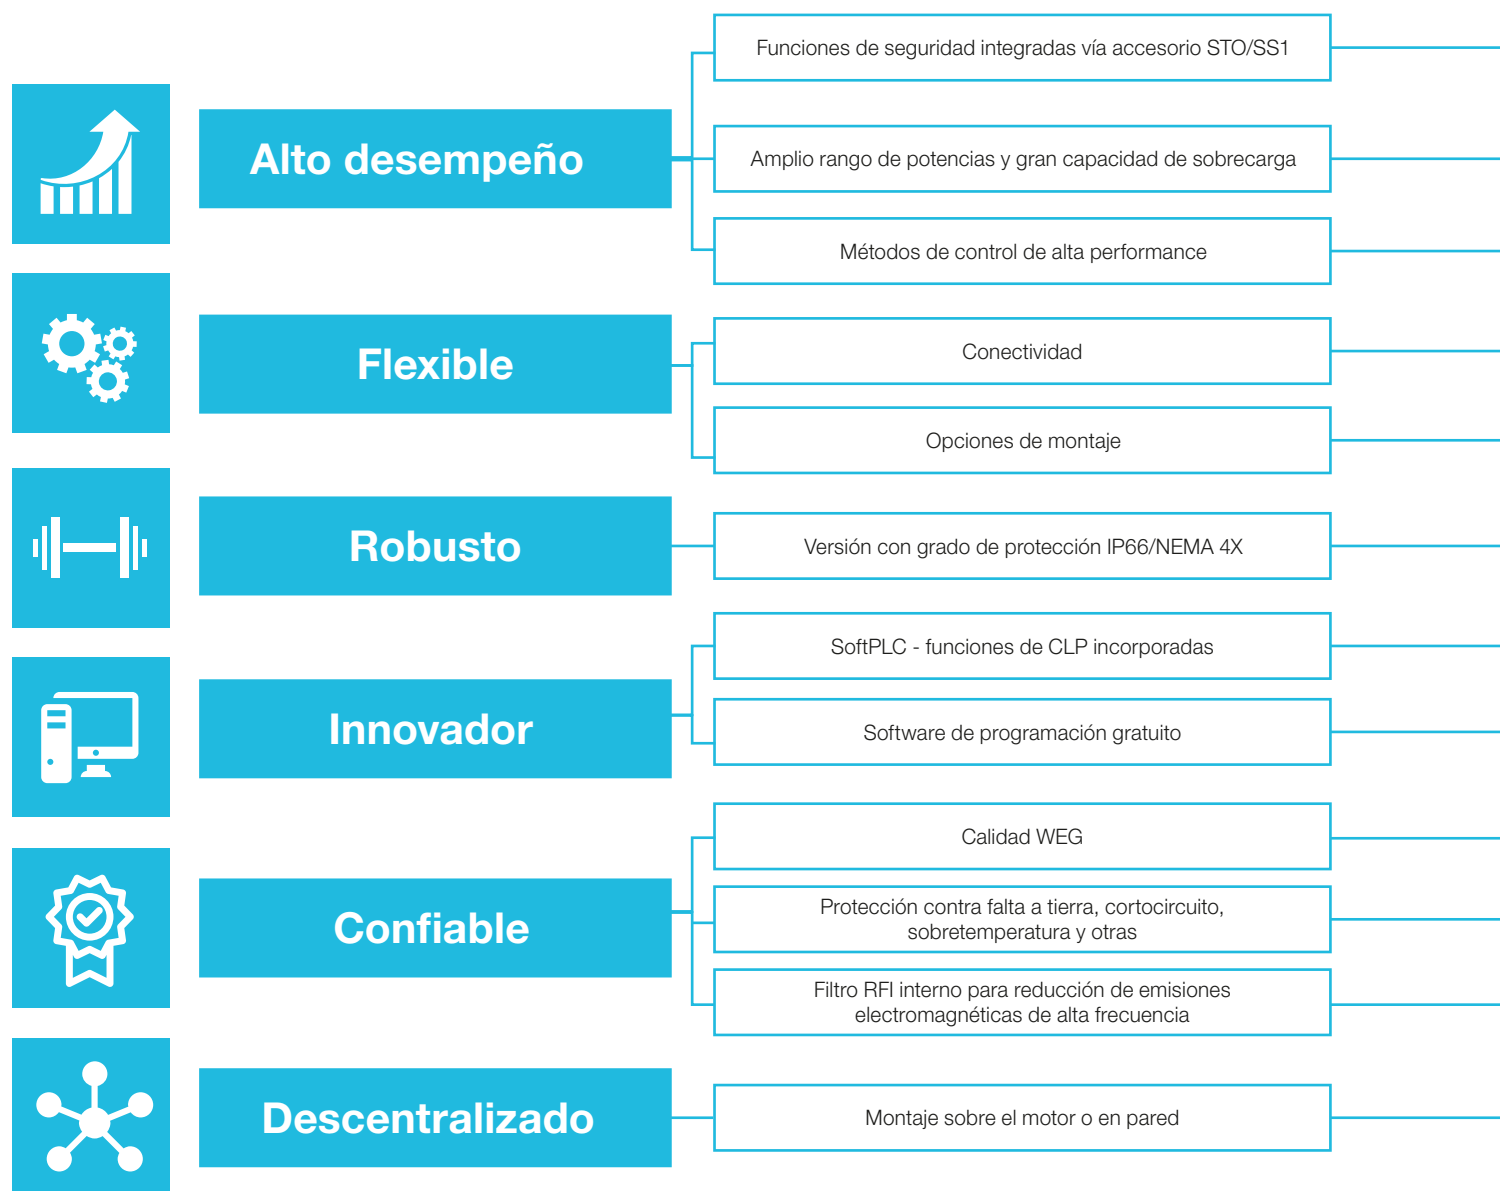 Alto desempeño
Funciones de seguridad integradas vía accesorio STO/SS1
Amplio rango de potencias y gran capacidad de sobrecarga
Métodos de control de alta performance
Flexible
Conectividad
Opciones de montaje
Robusto
Versión con grado de protección IP66/NEMA 4X
Innovador
SoftPLC - funciones de CLP incorporadas
Software de programación gratuito
Confiable
Calidad WEG
Protección contra falta a tierra, cortocircuito,
sobretemperatura y otras
Filtro RFI interno para reducción de emisiones
electromagnéticas de alta frecuencia
Descentralizado
Montaje sobre el motor o en pared